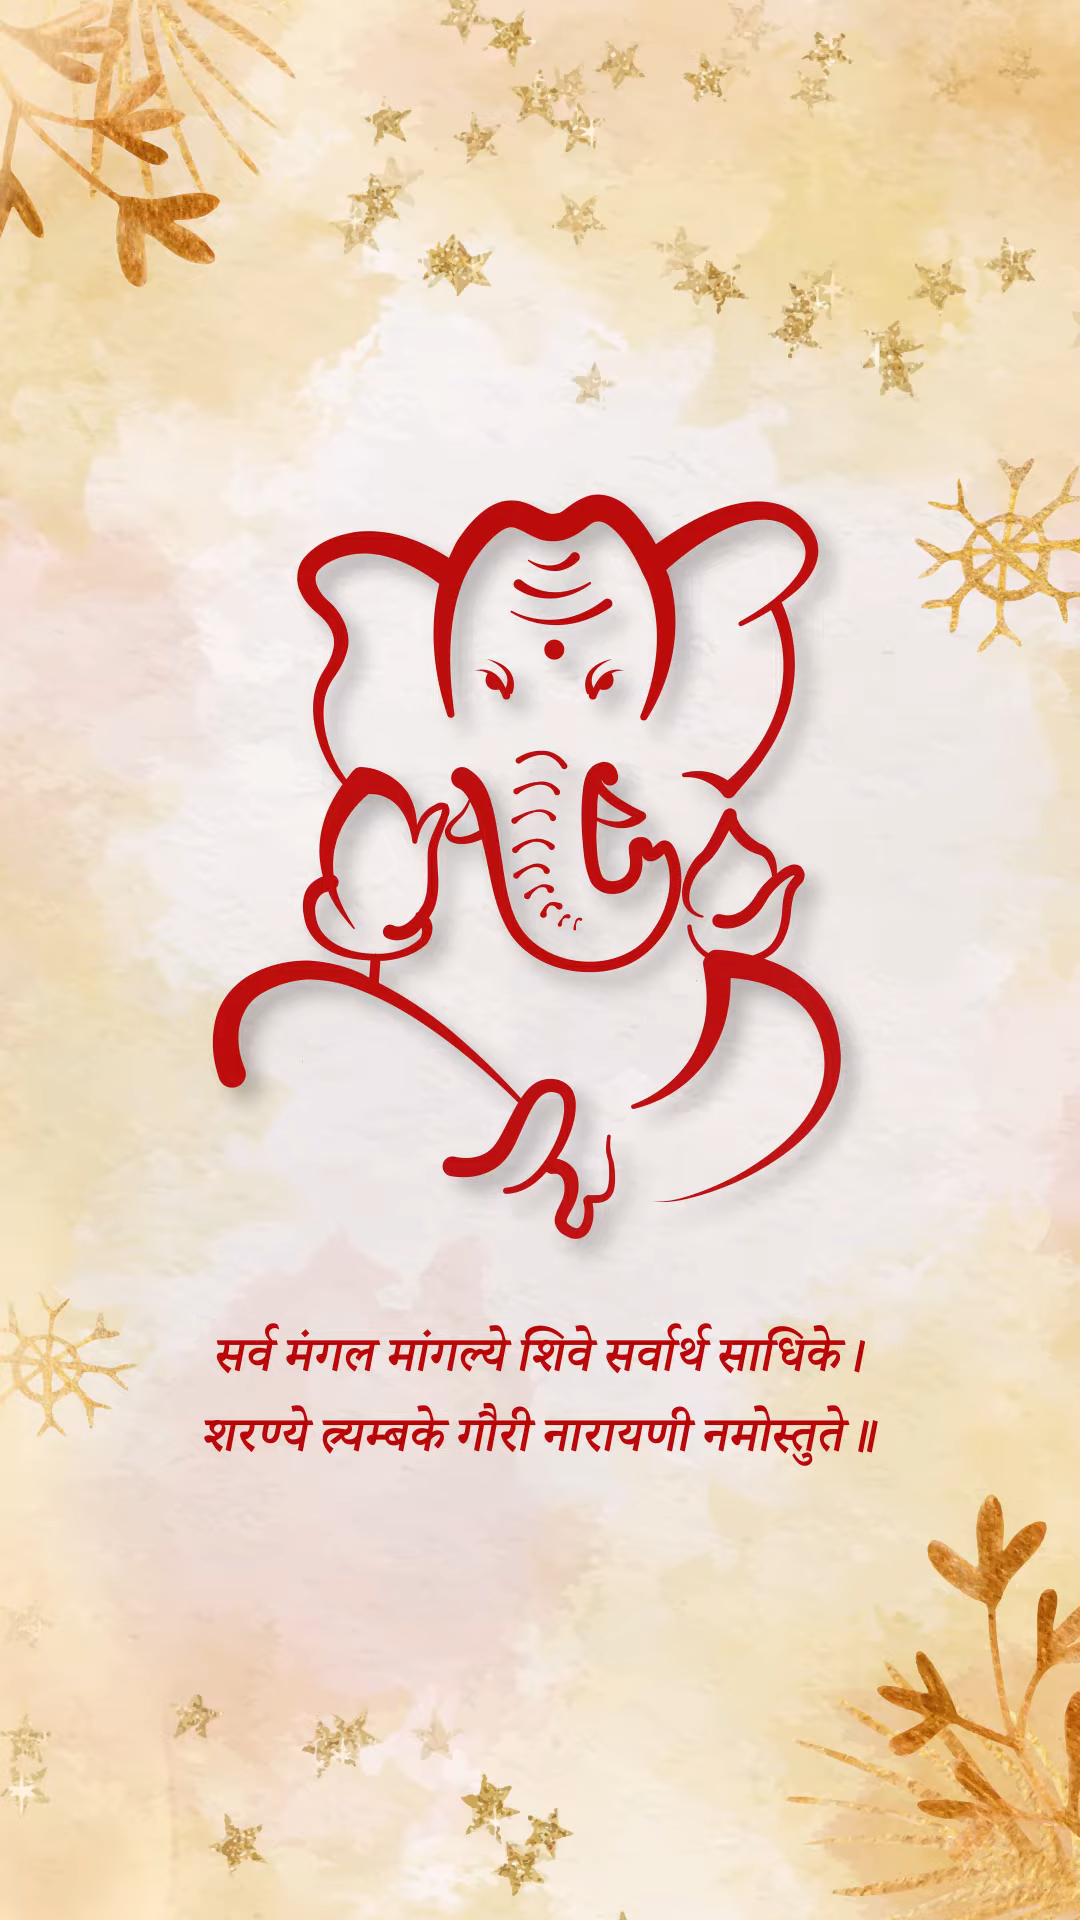 सर्व मंगल मांगल्ये शिवे सर्वार्थ साधिके।
शरण्ये त्र्यम्बके गौरी नारायणी नमोस्तुते॥